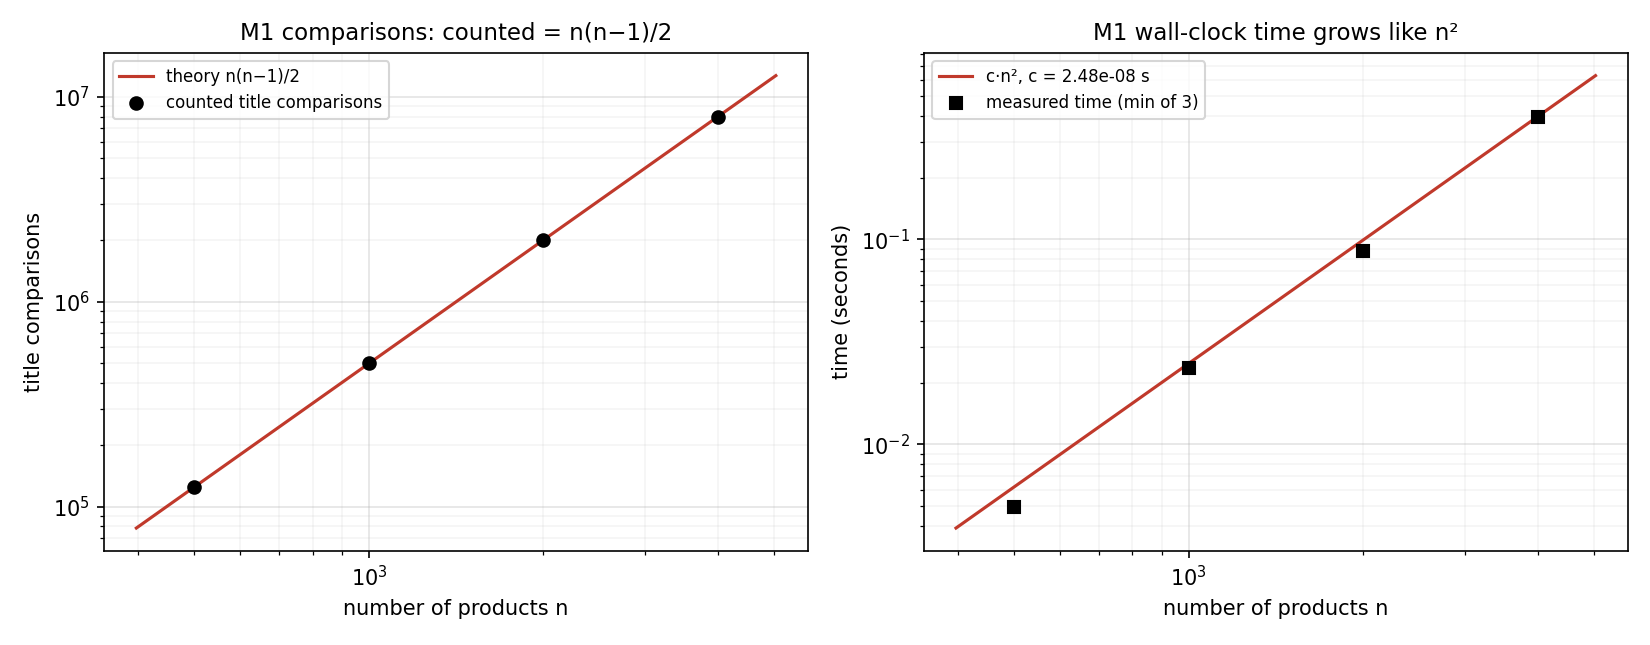 M1 comparisons: counted = n(n−1)/2
theory n(n−1)/2
counted title comparisons
10⁷
10⁶
10⁵
title comparisons
10³
number of products n
M1 wall-clock time grows like n²
c·n², c = 2.48e-08 s
measured time (min of 3)
10⁻¹
10⁻²
time (seconds)
10³
number of products n